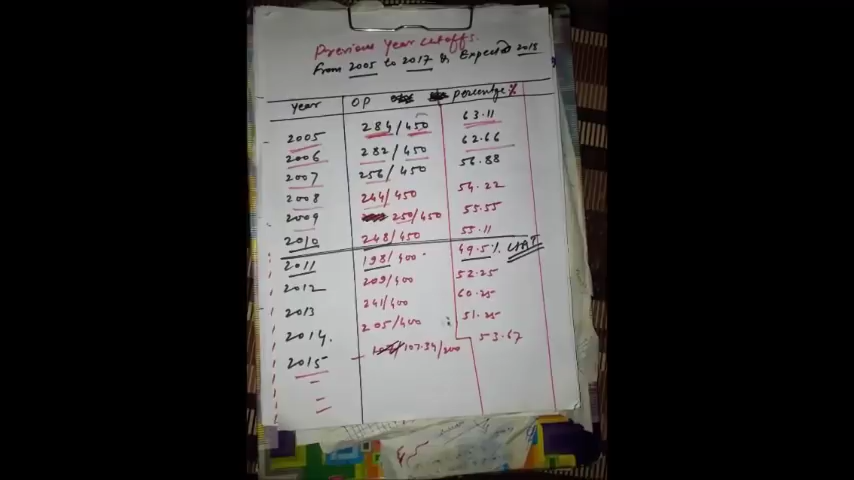 Previous Year cutoffs.
From 2005 to 2017 & Expected 2018
Year OP percentge %
2005 284/450 63.11
2006 282/450 62.66
2007 256/450 56.88
2008 244/450 54.22
2009 250/450 55.55
2010 248/450 55.11
2011 198/400 49.5%
2012 209/400 52.25
2013 241/400 60.25
2014. 205/400 51.25
2015 107.34/200 53.67